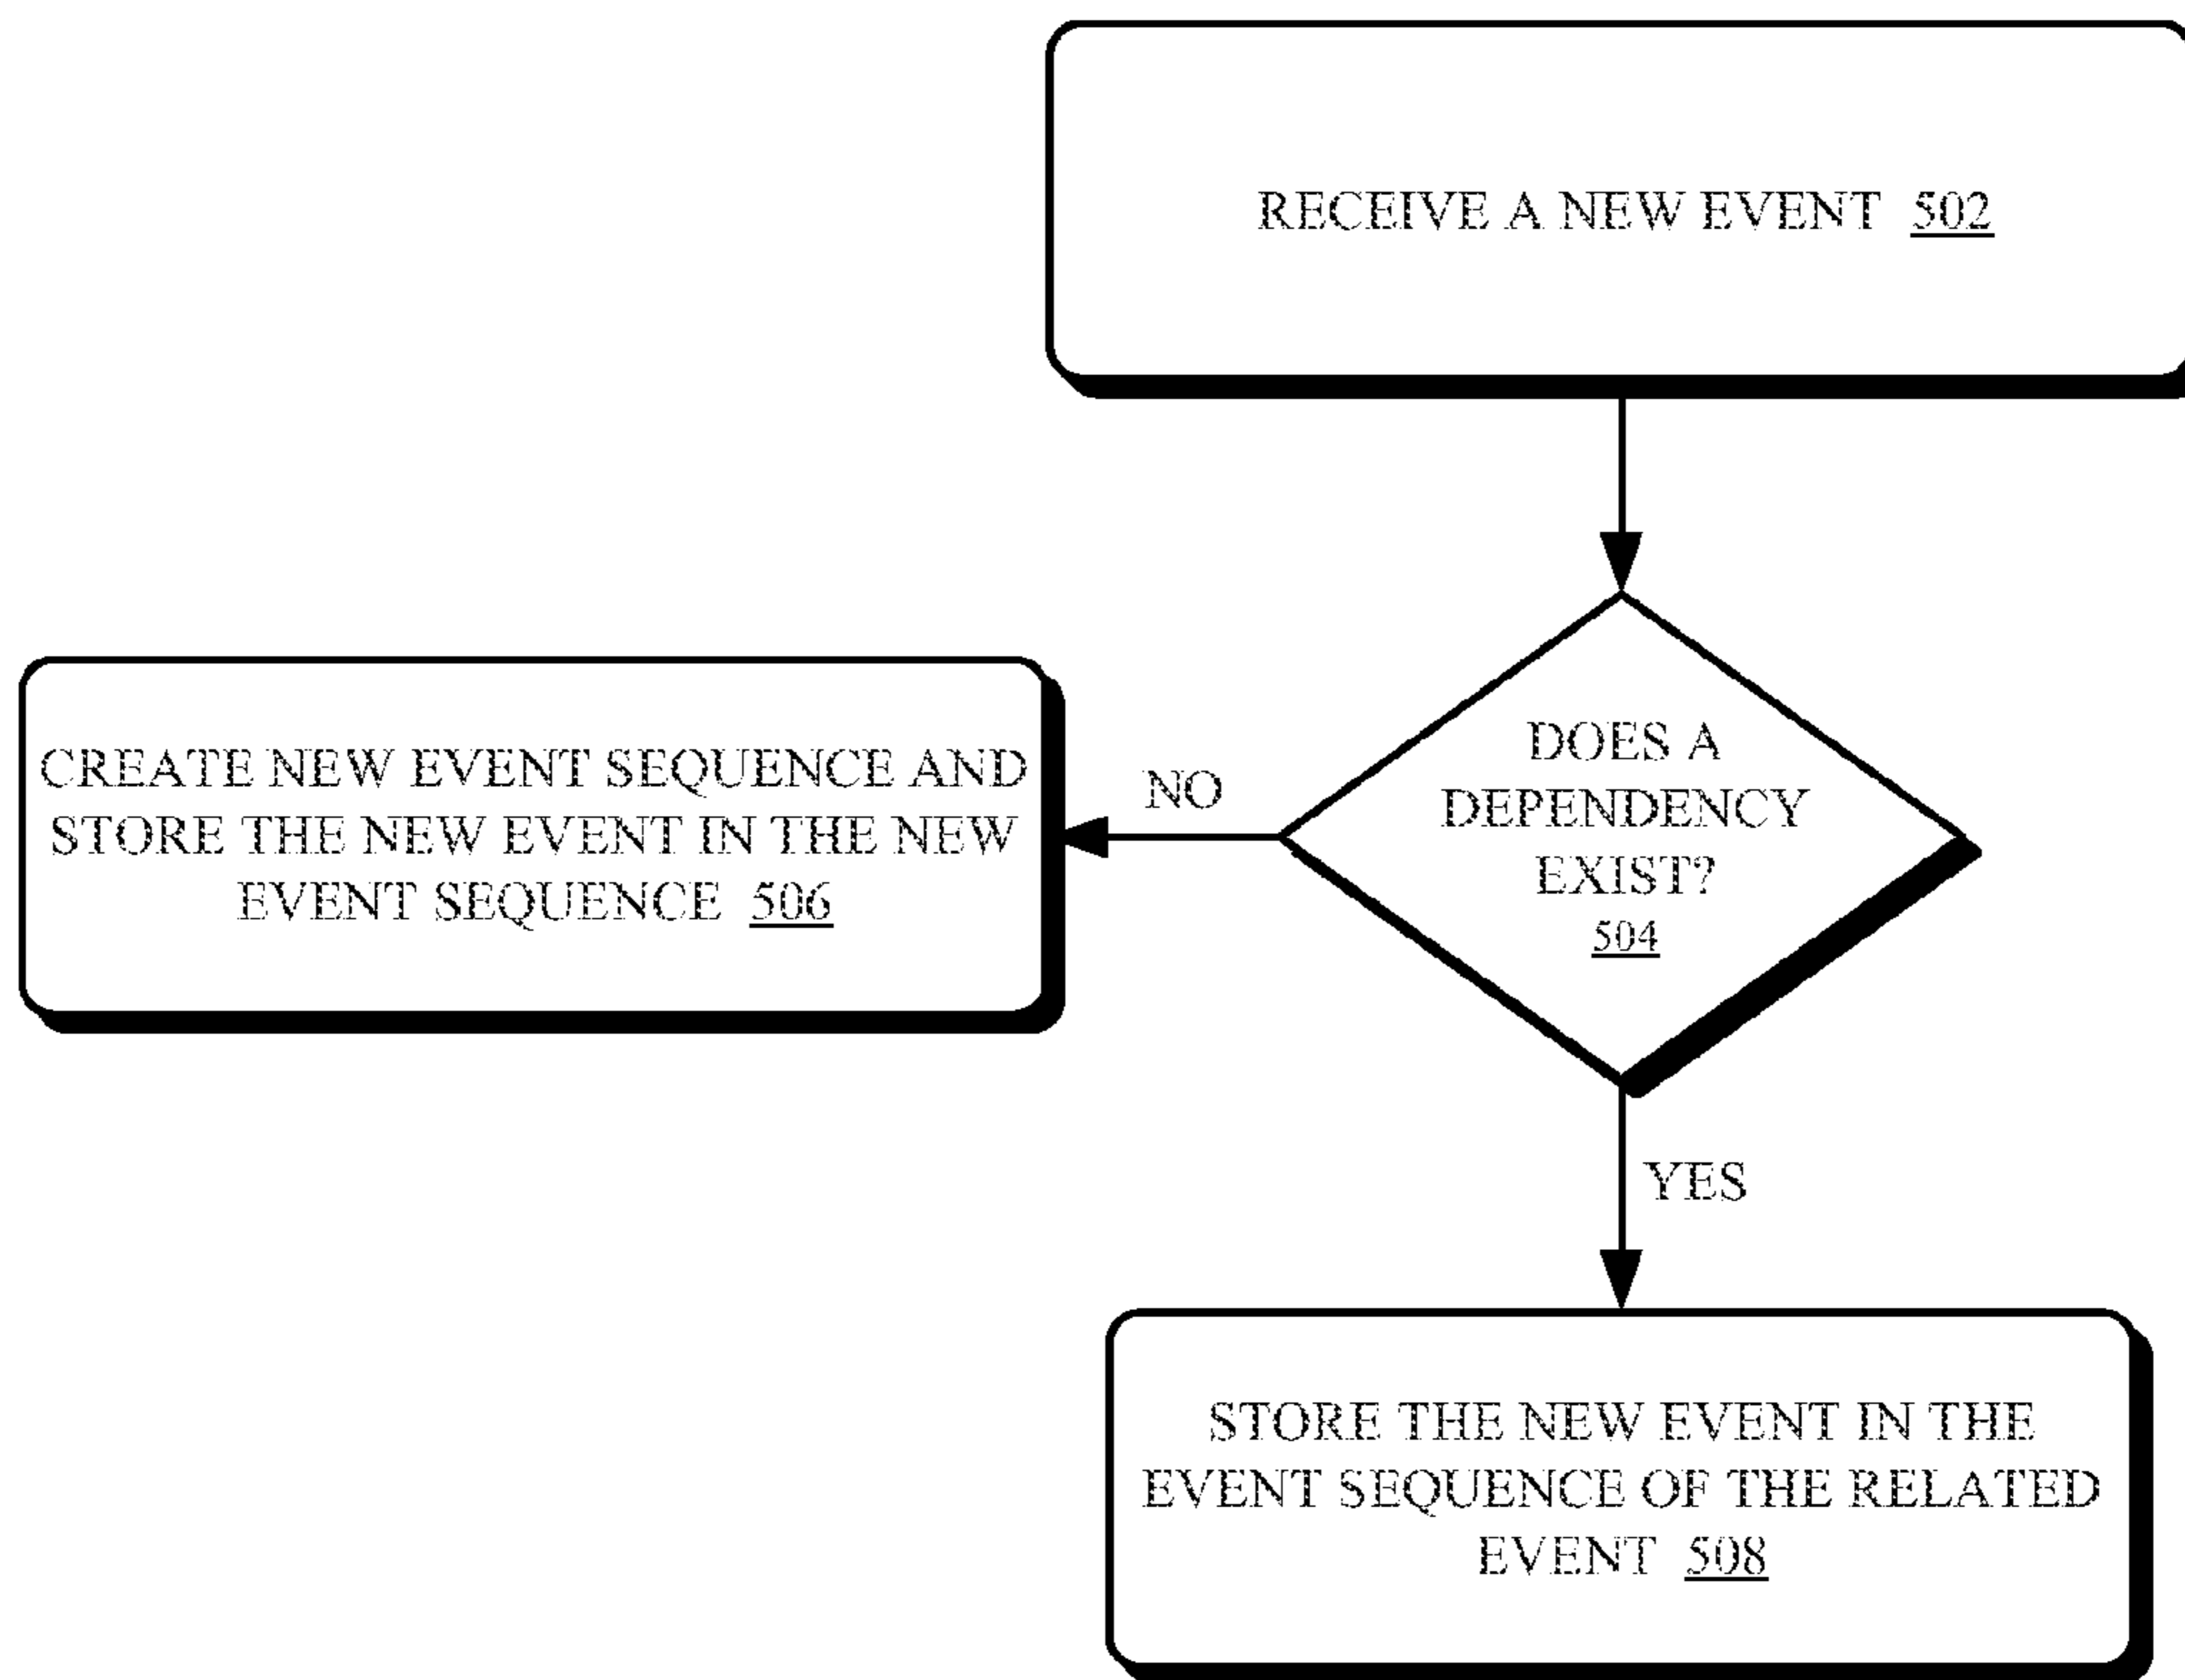 RECEIVE A NEW EVENT 502
DOES A
DEPENDENCY
EXIST?
504
NO
CREATE NEW EVENT SEQUENCE AND
STORE THE NEW EVENT IN THE NEW
EVENT SEQUENCE 506
YES
STORE THE NEW EVENT IN THE
EVENT SEQUENCE OF THE RELATED
EVENT 508